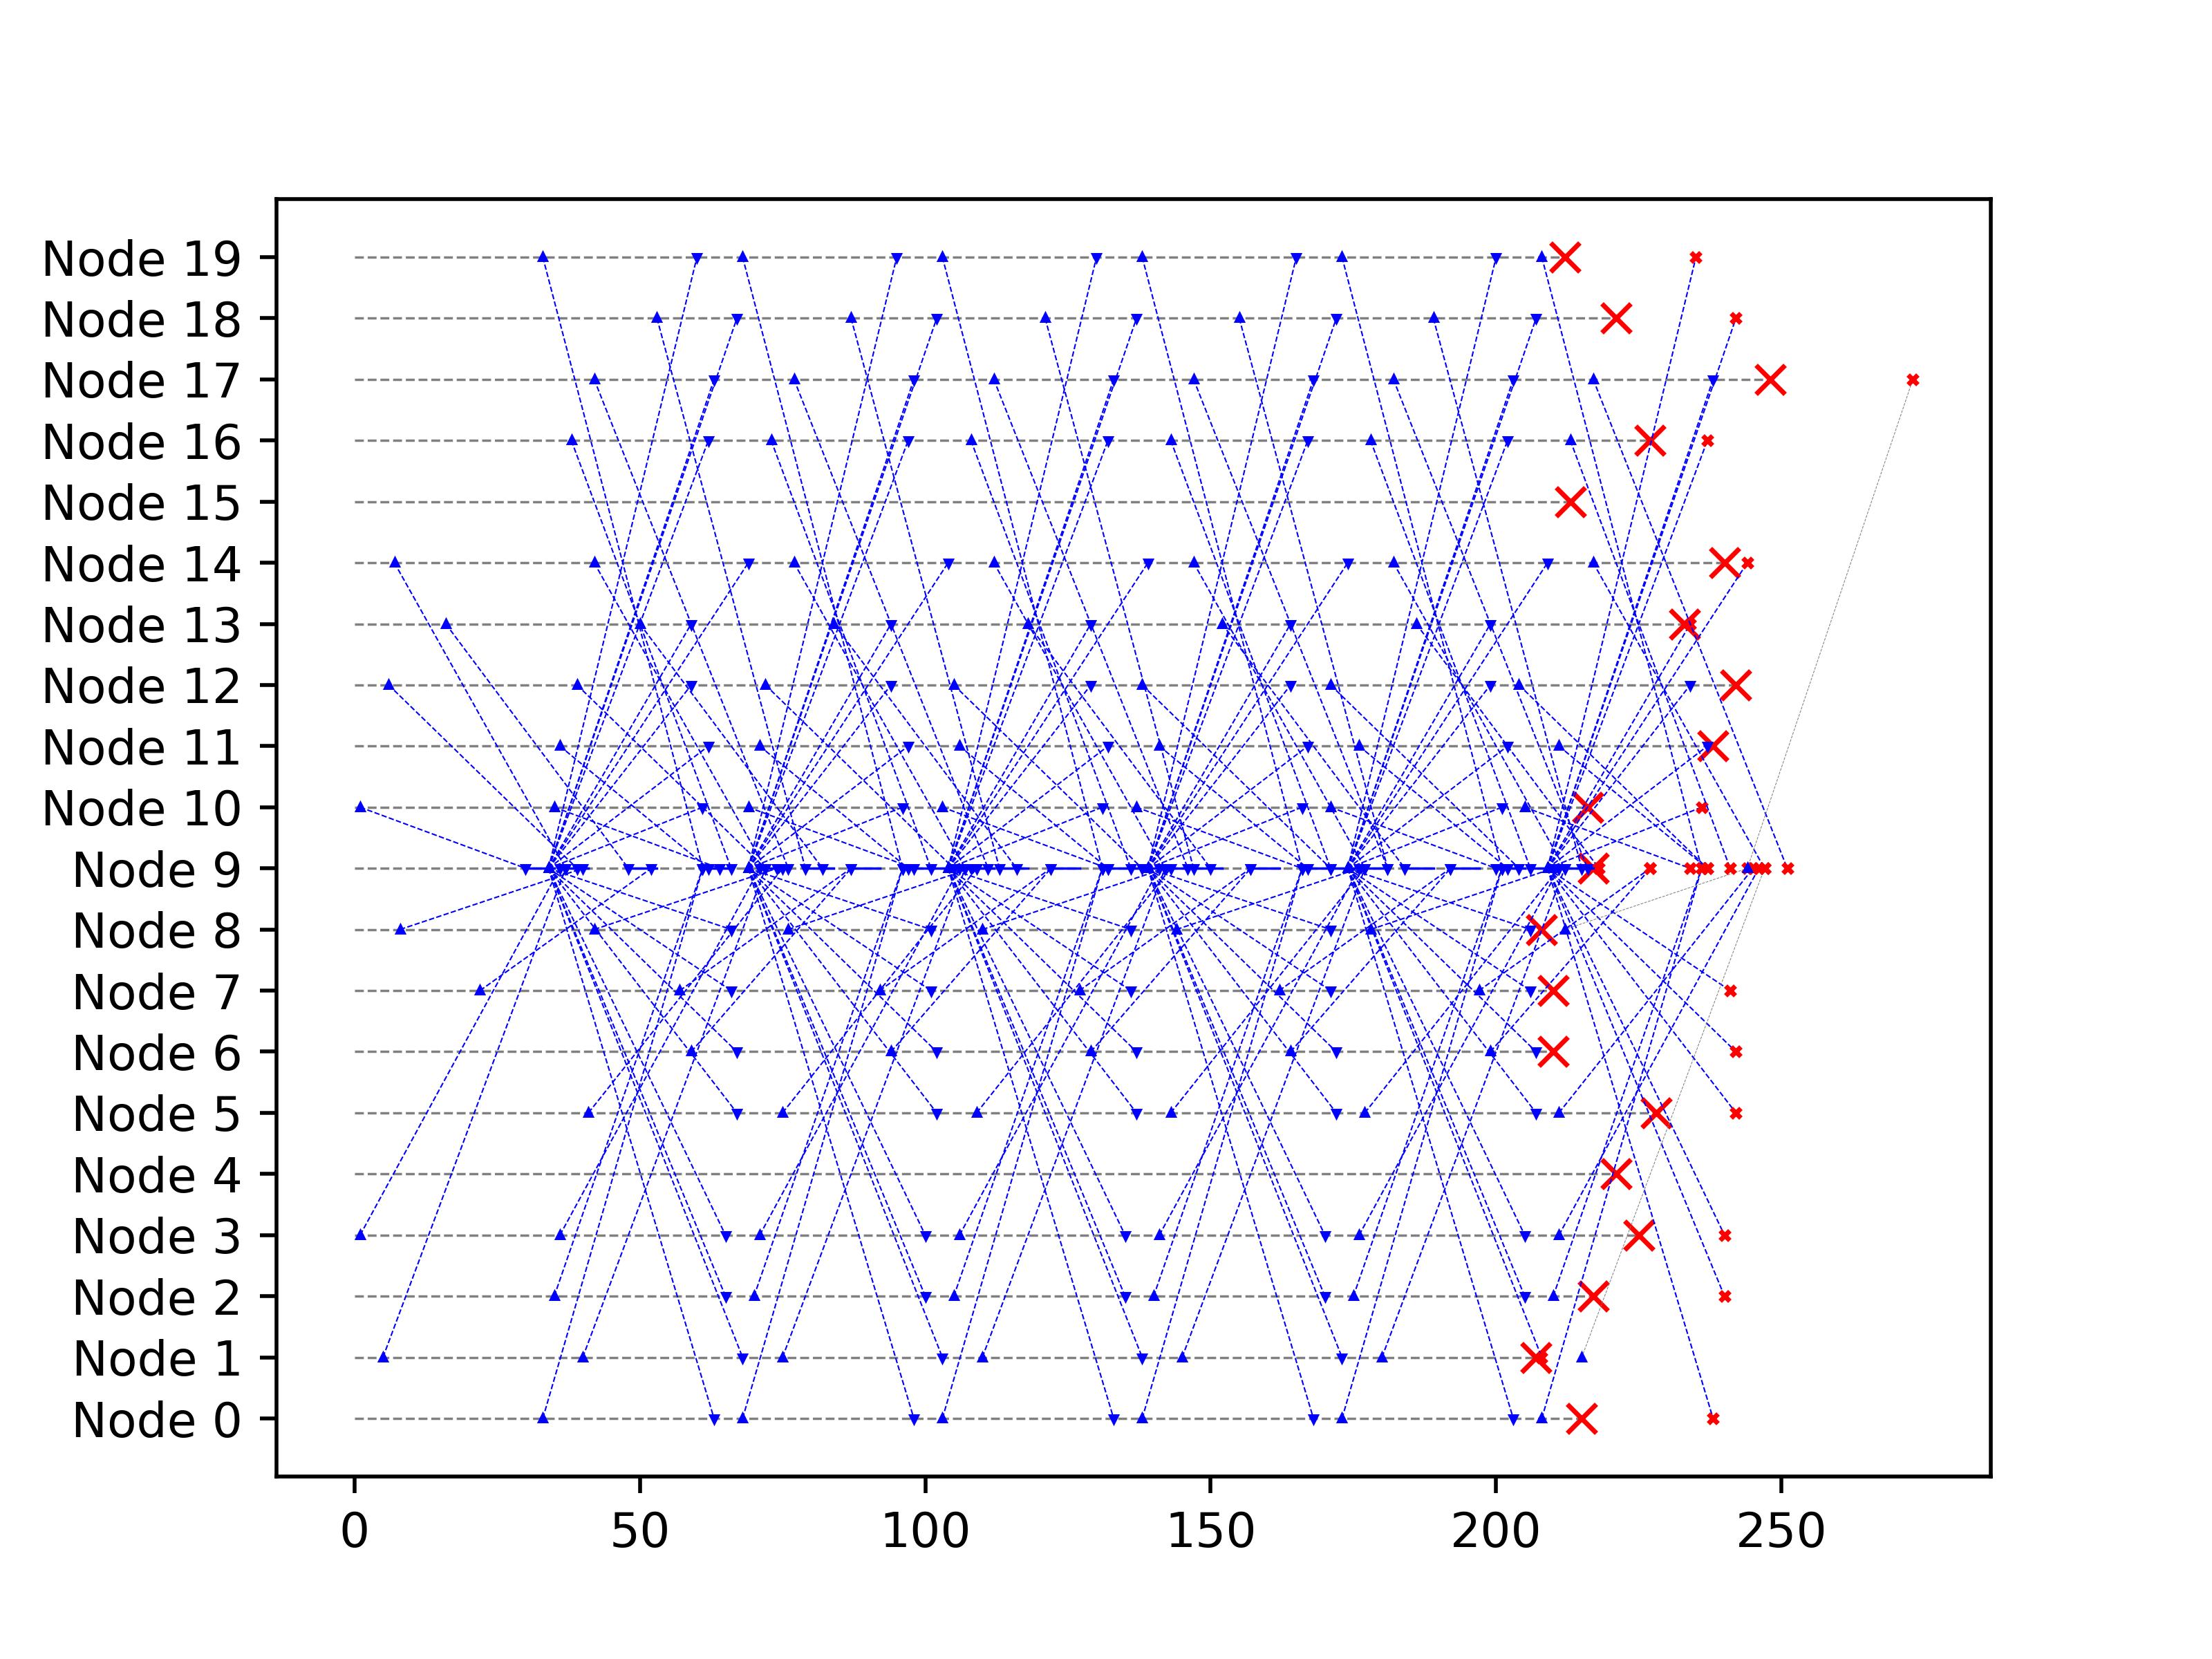 Node 19
Node 18
Node 17
Node 16
Node 15
Node 14
Node 13
Node 12
Node 11
Node 10
Node 9
Node 8
Node 7
Node 6
Node 5
Node 4
Node 3
Node 2
Node 1
Node 0
0 50 100 150 200 250